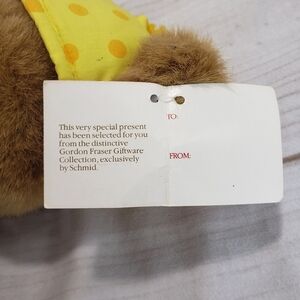 This very special present
has been selected for you
from the distinctive
Gordon Fraser Giftware
Collection, exclusively
by Schmid.
TO:
FROM: